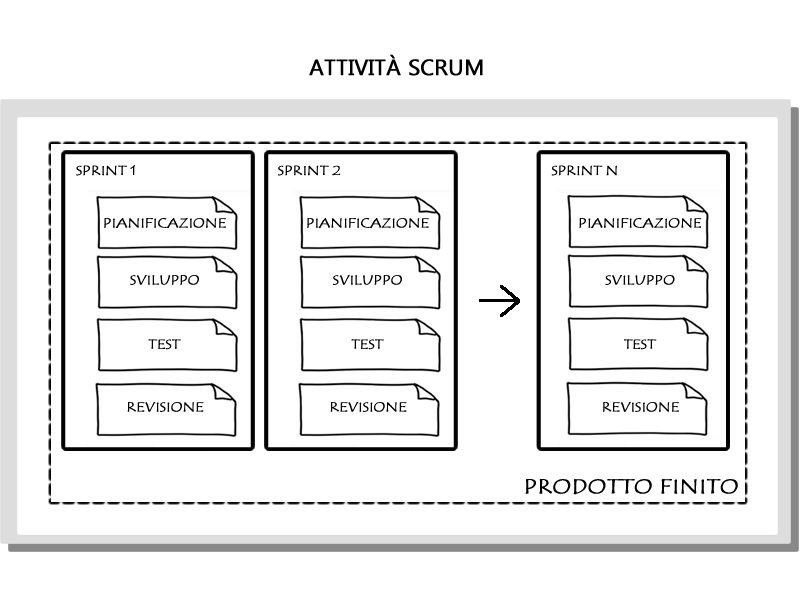 ATTIVITÀ SCRUM
SPRINT 1
PIANIFICAZIONE
SVILUPPO
TEST
REVISIONE
SPRINT 2
PIANIFICAZIONE
SVILUPPO
TEST
REVISIONE
SPRINT N
PIANIFICAZIONE
SVILUPPO
TEST
REVISIONE
PRODOTTO FINITO